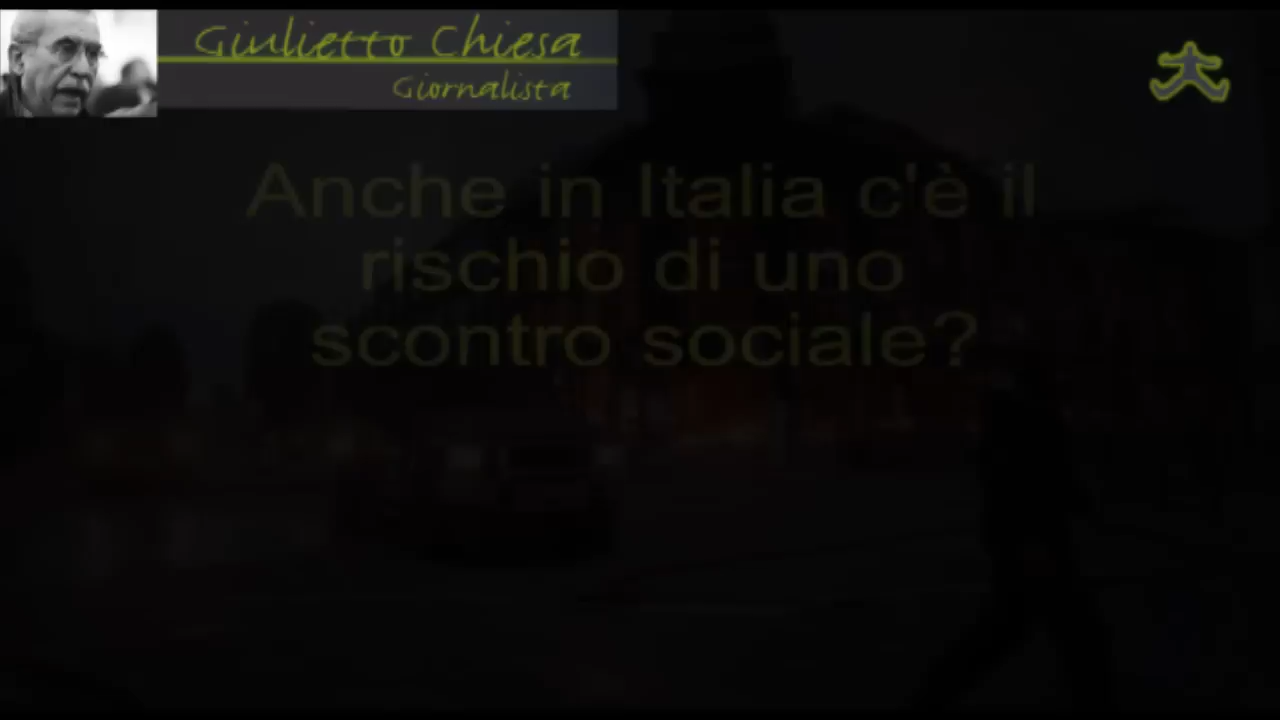 Giulietto Chiesa
Giornalista
Anche in Italia c'è il
rischio di uno
scontro sociale?